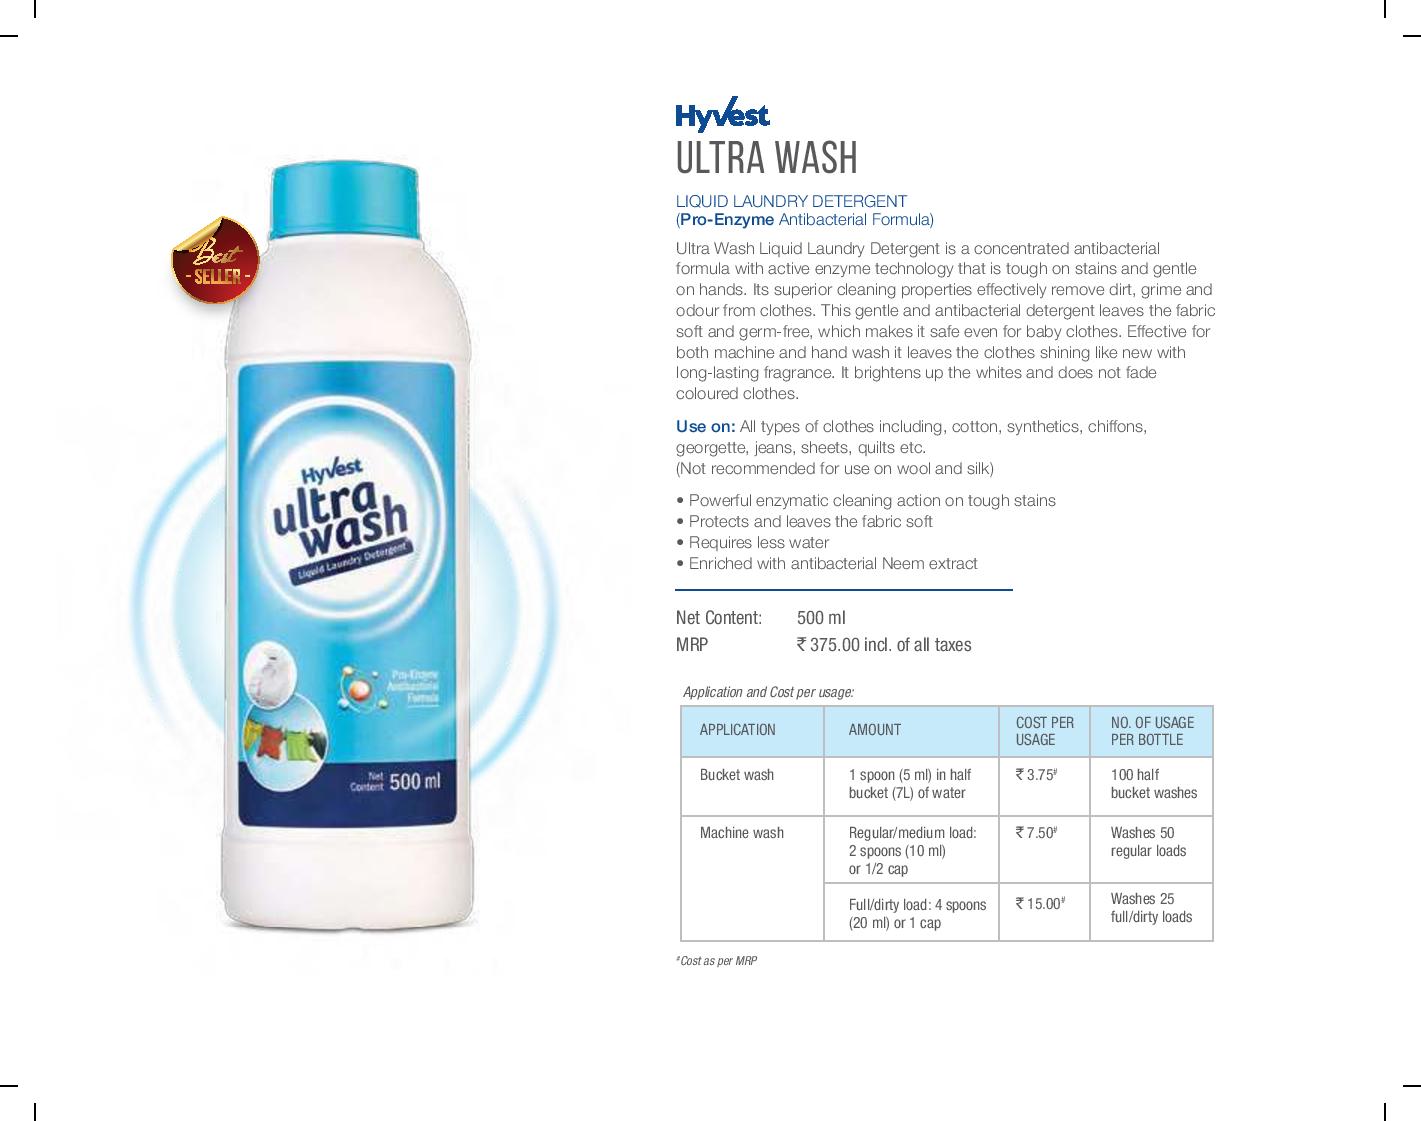 Hyvest
ULTRA WASH
LIQUID LAUNDRY DETERGENT
(Pro-Enzyme Antibacterial Formula)
Ultra Wash Liquid Laundry Detergent is a concentrated antibacterial
formula with active enzyme technology that is tough on stains and gentle
on hands. Its superior cleaning properties effectively remove dirt, grime and
odour from clothes. This gentle and antibacterial detergent leaves the fabric
soft and germ-free, which makes it safe even for baby clothes. Effective for
both machine and hand wash it leaves the clothes shining like new with
long-lasting fragrance. It brightens up the whites and does not fade
coloured clothes.
Use on: All types of clothes including, cotton, synthetics, chiffons,
georgette, jeans, sheets, quilts etc.
(Not recommended for use on wool and silk)
• Powerful enzymatic cleaning action on tough stains
• Protects and leaves the fabric soft
• Requires less water
• Enriched with antibacterial Neem extract
Net Content: 500 ml
MRP ₹ 375.00 incl. of all taxes
Application and Cost per usage:
APPLICATION AMOUNT COST PER USAGE NO. OF USAGE PER BOTTLE
Bucket wash 1 spoon (5 ml) in half bucket (7L) of water ₹ 3.75# 100 half bucket washes
Machine wash Regular/medium load: 2 spoons (10 ml) or 1/2 cap ₹ 7.50# Washes 50 regular loads
Full/dirty load: 4 spoons (20 ml) or 1 cap ₹ 15.00# Washes 25 full/dirty loads
#Cost as per MRP
Best
- SELLER -
Hyvest
ultra
wash
Liquid Laundry Detergent
Pro-Enzyme
Antibacterial
Formula
Net
Content 500 ml